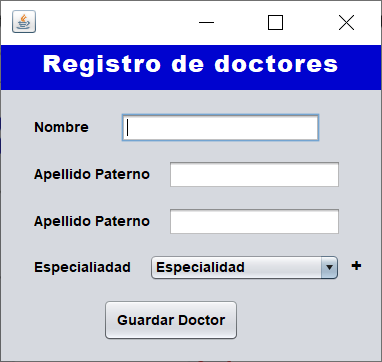 Registro de doctores
Nombre
Apellido Paterno
Apellido Paterno
Especialiadad Especialidad +
Guardar Doctor